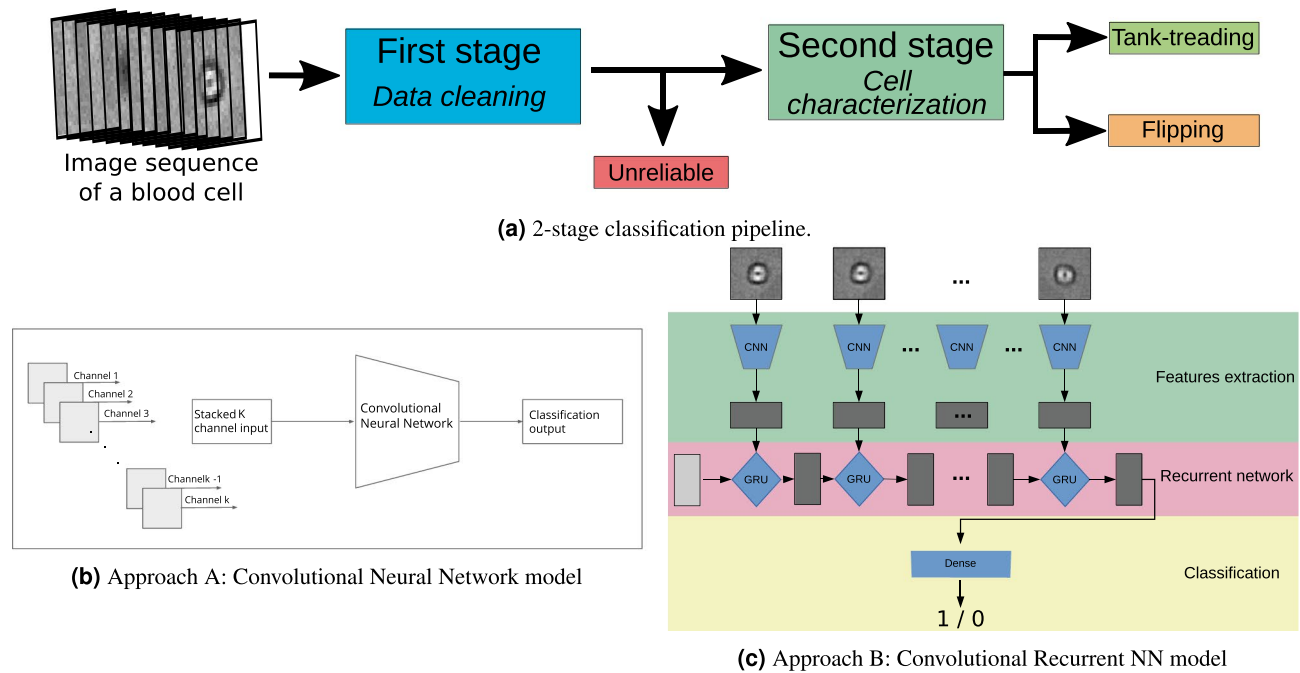 First stage
Data cleaning
Second stage
Cell
characterization
Tank-treading
Flipping
Unreliable
Image sequence
of a blood cell
(a) 2-stage classification pipeline.
Channel 1
Channel 2
Channel 3
Stacked K
channel input
Convolutional
Neural Network
Classification
output
Channelk -1
Channel k
(b) Approach A: Convolutional Neural Network model
...
CNN
CNN
...
CNN
...
CNN
Features extraction
...
GRU
GRU
...
GRU
Recurrent network
Dense
Classification
1 / 0
(c) Approach B: Convolutional Recurrent NN model